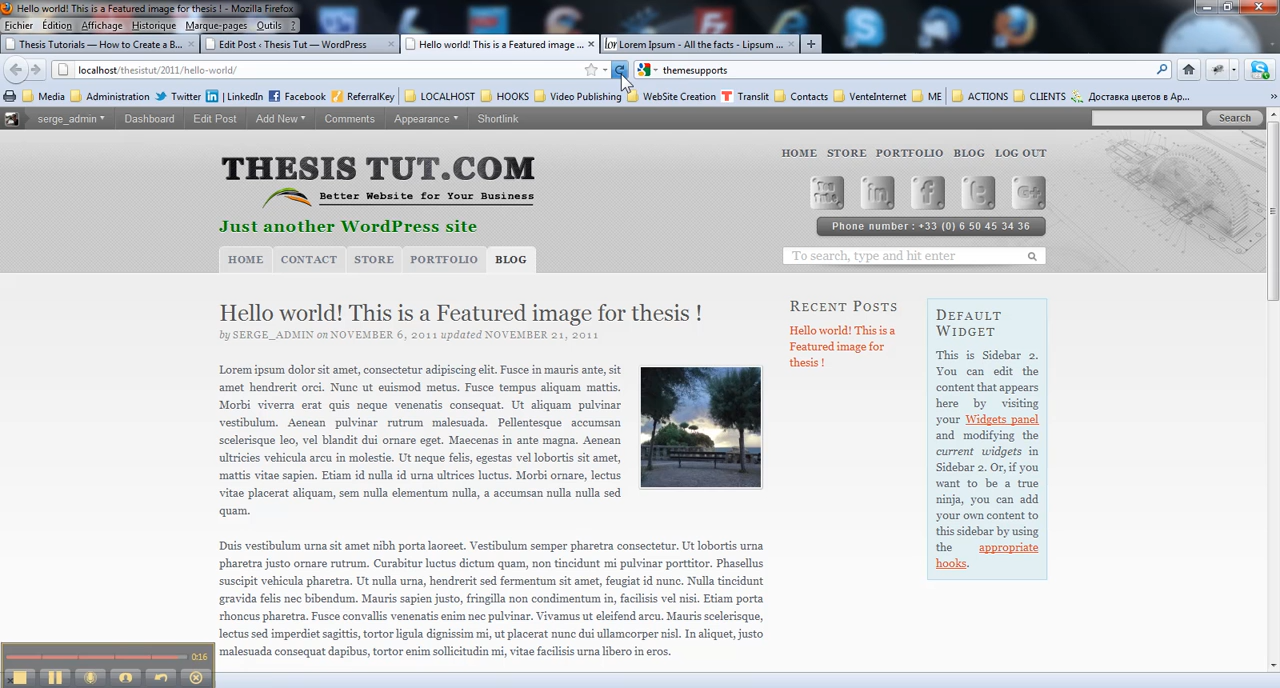 Hello world! This is a Featured image for thesis ! - Mozilla Firefox
Fichier Édition Affichage Historique Marque-pages Outils ?
Thesis Tutorials — How to Create a B... Edit Post ‹ Thesis Tut — WordPress Hello world! This is a Featured image ... Lorem Ipsum - All the facts - Lipsum ...
localhost/thesistut/2011/hello-world/ themesupports
Media Administration Twitter LinkedIn Facebook ReferralKey LOCALHOST HOOKS Video Publishing WebSite Creation Translit Contacts VenteInternet ME ACTIONS CLIENTS Доставка цветов в Ар...
serge_admin Dashboard Edit Post Add New Comments Appearance Shortlink Search
HOME STORE PORTFOLIO BLOG LOG OUT
THESIS TUT.COM
Better Website for Your Business
Just another WordPress site
Phone number : +33 (0) 6 50 45 34 36
HOME CONTACT STORE PORTFOLIO BLOG
To search, type and hit enter
Hello world! This is a Featured image for thesis !
by SERGE_ADMIN on NOVEMBER 6, 2011 updated NOVEMBER 21, 2011
Lorem ipsum dolor sit amet, consectetur adipiscing elit. Fusce in mauris ante, sit
amet hendrerit orci. Nunc ut euismod metus. Fusce tempus aliquam mattis.
Morbi viverra erat quis neque venenatis consequat. Ut aliquam pulvinar
vestibulum. Aenean pulvinar rutrum malesuada. Pellentesque accumsan
scelerisque leo, vel blandit dui ornare eget. Maecenas in ante magna. Aenean
ultricies vehicula arcu in molestie. Ut neque felis, egestas vel lobortis sit amet,
mattis vitae sapien. Etiam id nulla id urna ultrices luctus. Morbi ornare, lectus
vitae placerat aliquam, sem nulla elementum nulla, a accumsan nulla nulla sed
quam.
Duis vestibulum urna sit amet nibh porta laoreet. Vestibulum semper pharetra consectetur. Ut lobortis urna
pharetra justo ornare rutrum. Curabitur luctus dictum quam, non tincidunt mi pulvinar porttitor. Phasellus
suscipit vehicula pharetra. Ut nulla urna, hendrerit sed fermentum sit amet, feugiat id nunc. Nulla tincidunt
gravida felis nec bibendum. Mauris sapien justo, fringilla non condimentum in, facilisis vel nisi. Etiam porta
rhoncus pharetra. Fusce convallis venenatis enim nec pulvinar. Vivamus ut eleifend arcu. Mauris scelerisque,
lectus sed imperdiet sagittis, tortor ligula dignissim mi, ut placerat nunc dui ullamcorper nisl. In aliquet, justo
malesuada consequat dapibus, tortor enim sollicitudin mi, vitae facilisis urna libero in eros.
Recent Posts
Hello world! This is a
Featured image for
thesis !
Default
Widget
This is Sidebar 2.
You can edit the
content that appears
here by visiting
your Widgets panel
and modifying the
current widgets in
Sidebar 2. Or, if you
want to be a true
ninja, you can add
your own content to
this sidebar by using
the appropriate
hooks.
0:16